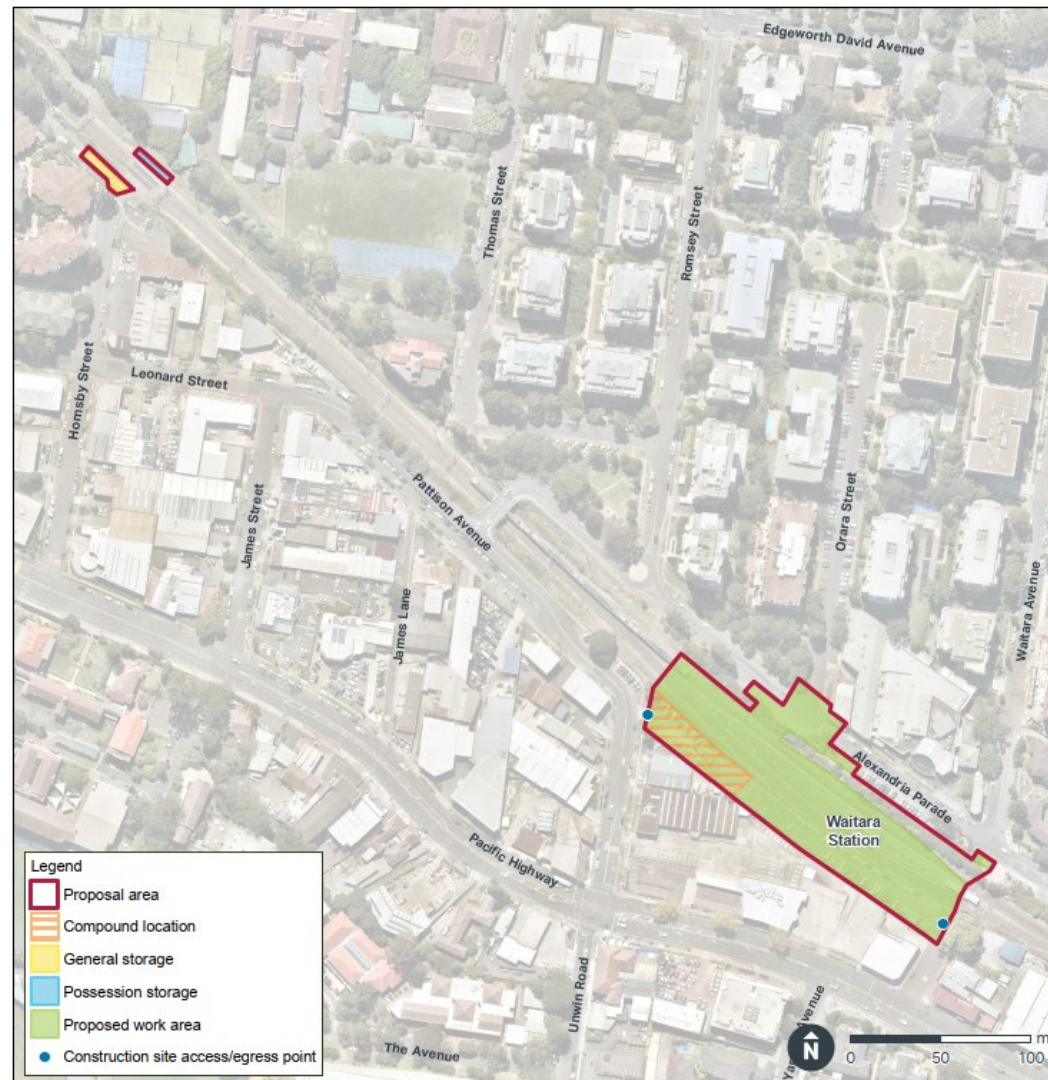 Edgeworth David Avenue
Thomas Street
Romsey Street
Hornsby Street
Leonard Street
Pattison Avenue
James Street
James Lane
Orara Street
Waitara Avenue
Alexandria Parade
Waitara
Station
Pacific Highway
Unwin Road
The Avenue
Avenue
Legend
Proposal area
Compound location
General storage
Possession storage
Proposed work area
Construction site access/egress point
N
m
0 50 100